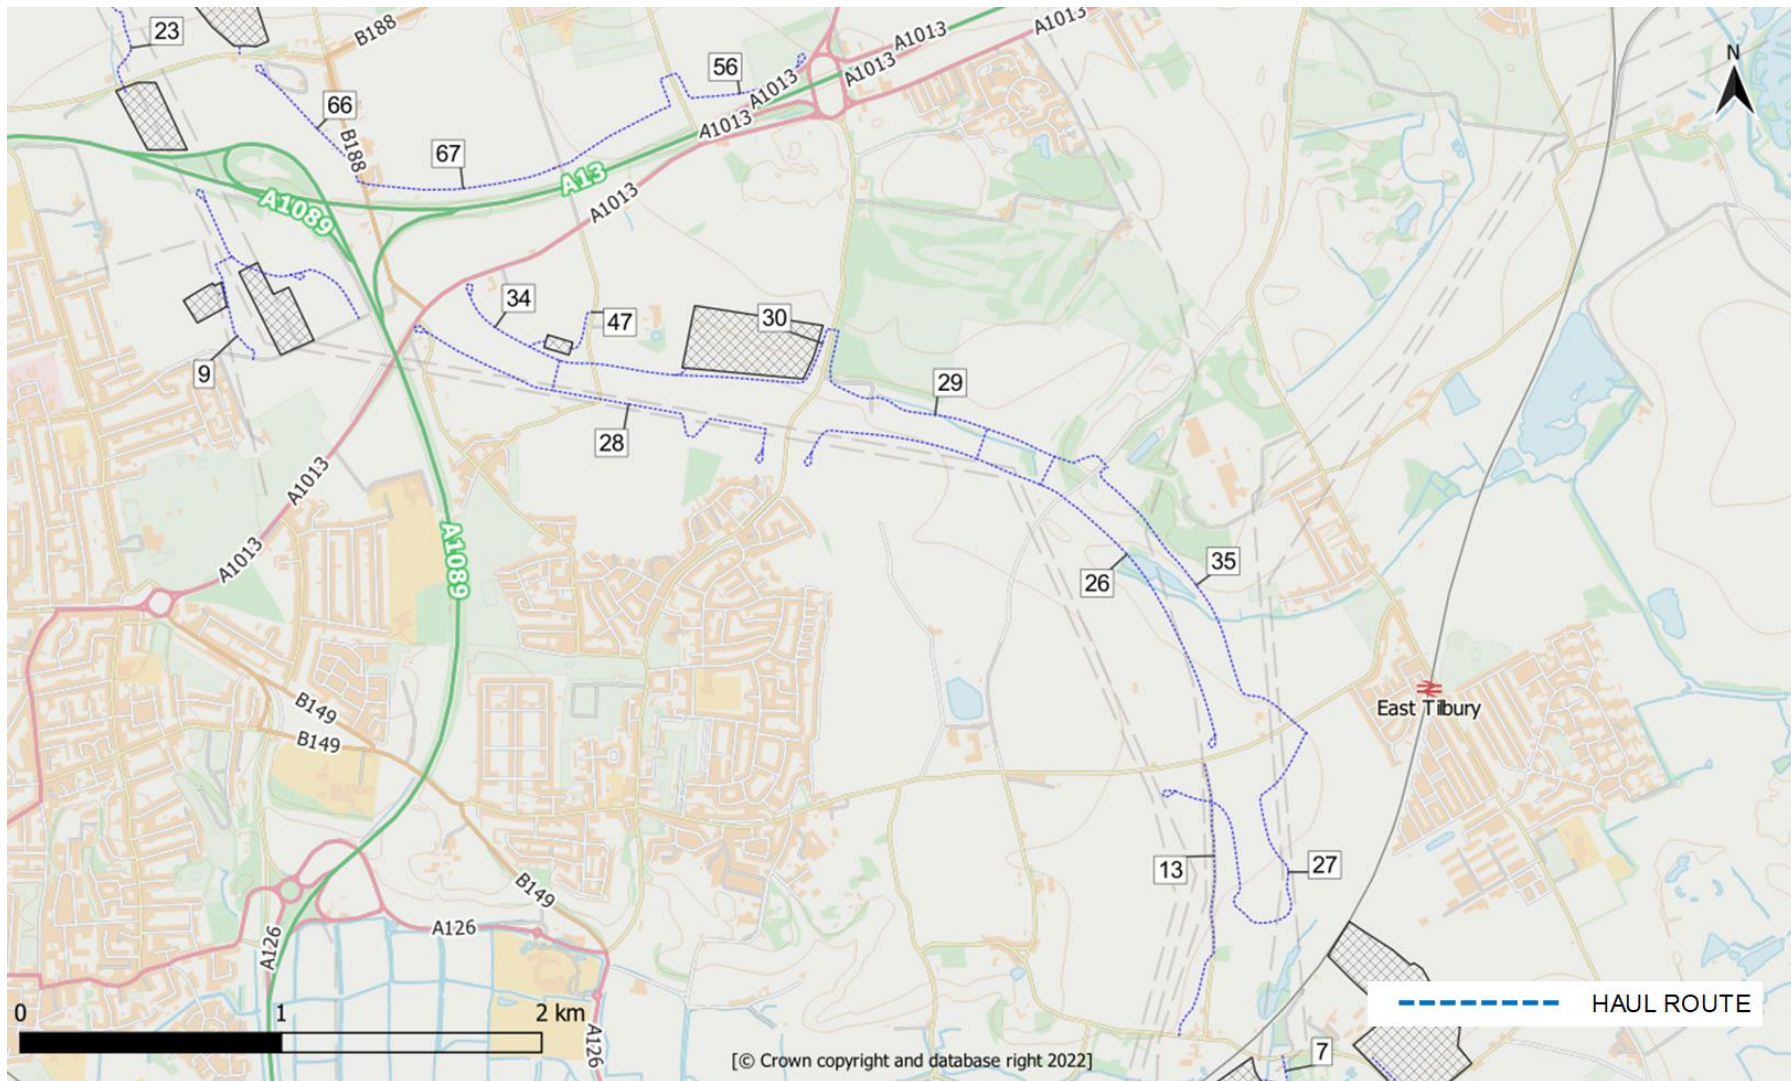 23
B188
A1013
A1013
N
56
A1013
A1013
66
A1013
B188
67
A13
A1013
A1089
34
47
30
9
29
28
A1013
A1013
A1089
26
35
East Tilbury
B149
B149
13
27
B149
A126
A126
0 1 2 km
A126
HAUL ROUTE
7
[© Crown copyright and database right 2022]